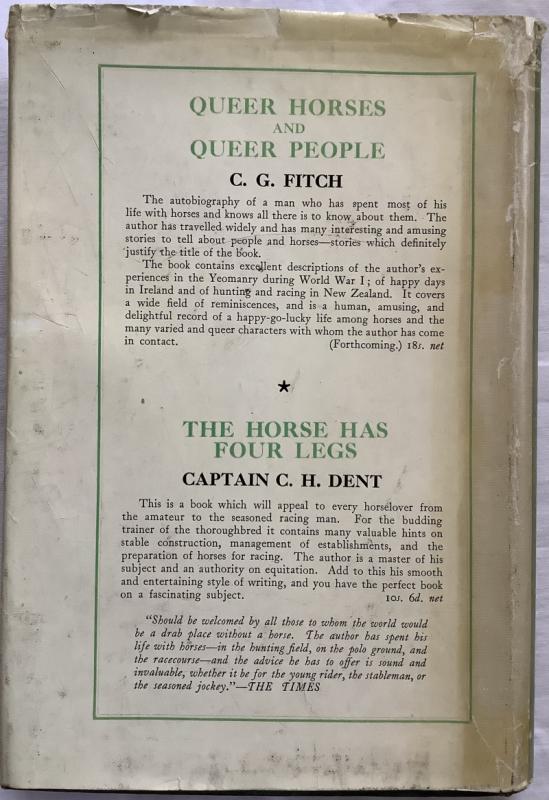 QUEER HORSES
AND
QUEER PEOPLE
C. G. FITCH
The autobiography of a man who has spent most of his
life with horses and knows all there is to know about them. The
author has travelled widely and has many interesting and amusing
stories to tell about people and horses—stories which definitely
justify the title of the book.
The book contains excellent descriptions of the author's ex-
periences in the Yeomanry during World War I; of happy days
in Ireland and of hunting and racing in New Zealand. It covers
a wide field of reminiscences, and is a human, amusing, and
delightful record of a happy-go-lucky life among horses and the
many varied and queer characters with whom the author has come
in contact. (Forthcoming.) 18s. net
★
THE HORSE HAS
FOUR LEGS
CAPTAIN C. H. DENT
This is a book which will appeal to every horselover from
the amateur to the seasoned racing man. For the budding
trainer of the thoroughbred it contains many valuable hints on
stable construction, management of establishments, and the
preparation of horses for racing. The author is a master of his
subject and an authority on equitation. Add to this his smooth
and entertaining style of writing, and you have the perfect book
on a fascinating subject. 10s. 6d. net
"Should be welcomed by all those to whom the world would
be a drab place without a horse. The author has spent his
life with horses—in the hunting field, on the polo ground, and
the racecourse—and the advice he has to offer is sound and
invaluable, whether it be for the young rider, the stableman, or
the seasoned jockey."—THE TIMES